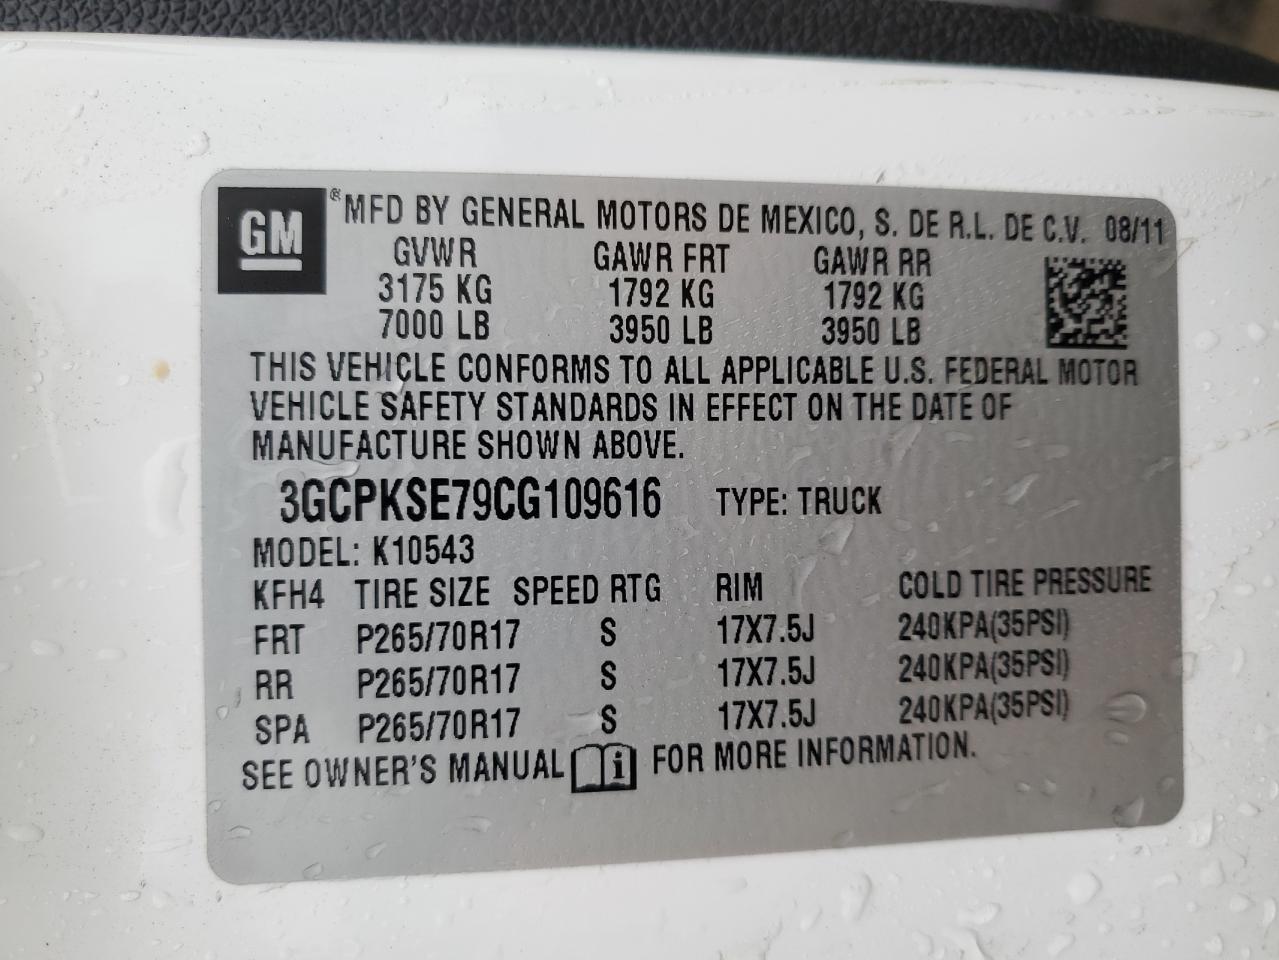 GM ® MFD BY GENERAL MOTORS DE MEXICO, S. DE R.L. DE C.V. 08/11
GVWR GAWR FRT GAWR RR
3175 KG 1792 KG 1792 KG
7000 LB 3950 LB 3950 LB
THIS VEHICLE CONFORMS TO ALL APPLICABLE U.S. FEDERAL MOTOR
VEHICLE SAFETY STANDARDS IN EFFECT ON THE DATE OF
MANUFACTURE SHOWN ABOVE.
3GCPKSE79CG109616 TYPE: TRUCK
MODEL: K10543
KFH4 TIRE SIZE SPEED RTG RIM COLD TIRE PRESSURE
FRT P265/70R17 S 17X7.5J 240KPA(35PSI)
RR P265/70R17 S 17X7.5J 240KPA(35PSI)
SPA P265/70R17 S 17X7.5J 240KPA(35PSI)
SEE OWNER'S MANUAL i FOR MORE INFORMATION.